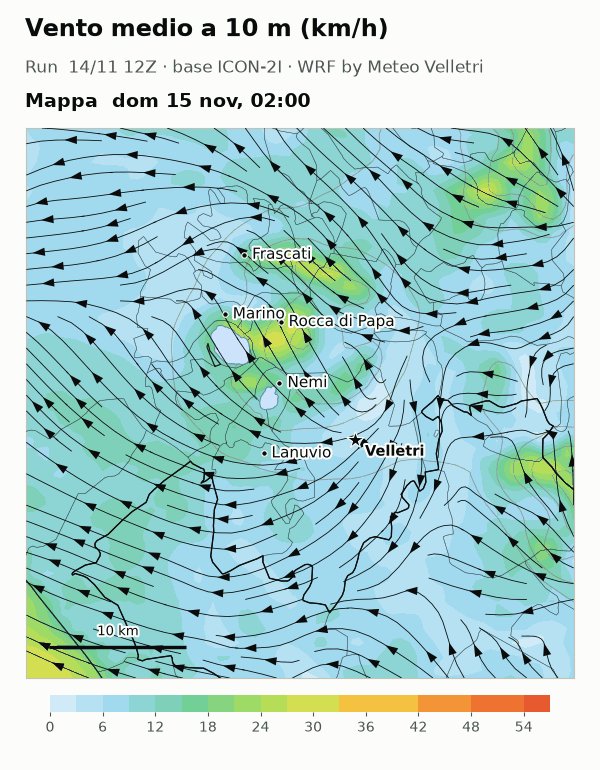 Vento medio a 10 m (km/h)
Run  14/11 12Z · base ICON-2I · WRF by Meteo Velletri
Mappa  dom 15 nov, 02:00
Frascati
Marino
Rocca di Papa
Nemi
Velletri
Lanuvio
10 km
0 6 12 18 24 30 36 42 48 54